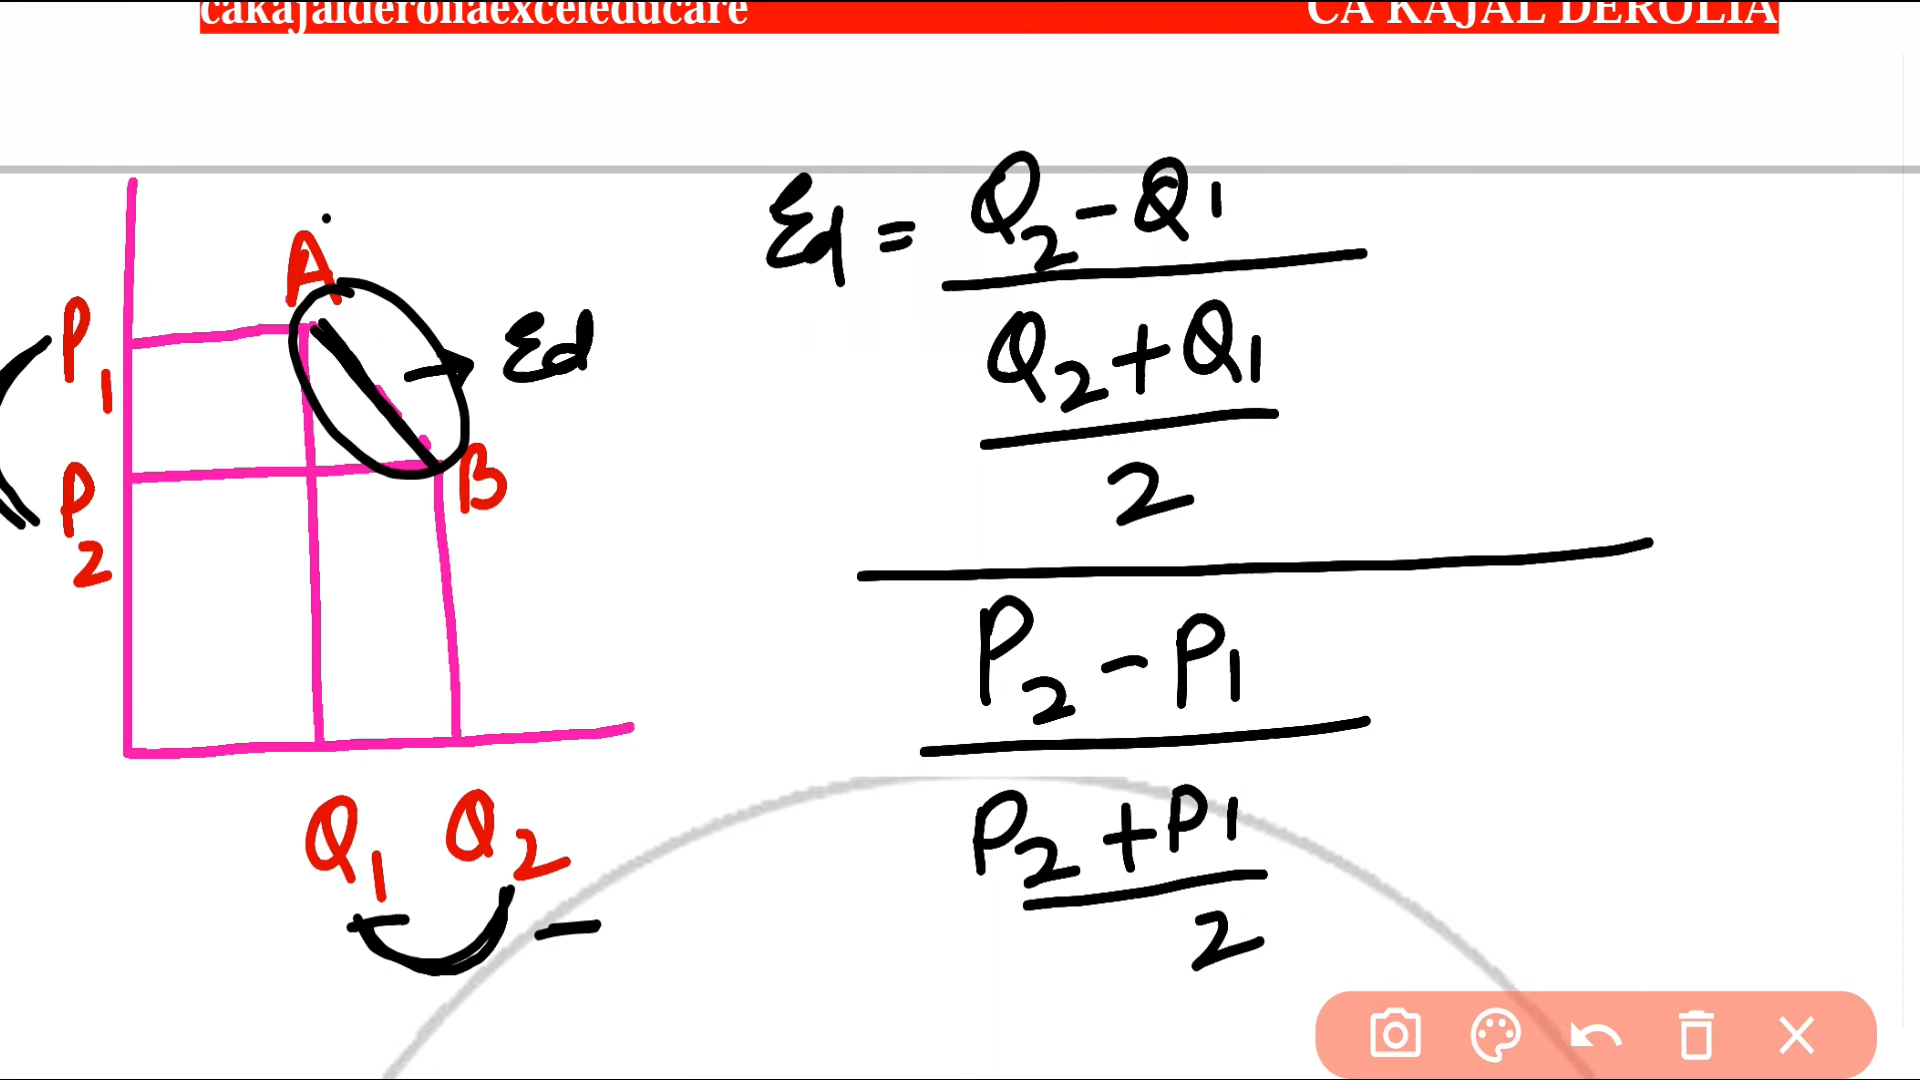 cakajalderoliaexceleducare CA KAJAL DEROLIA
A
P1
Ed
P2
B
Q1 Q2
Ed = Q2 - Q1
Q2 + Q1
2
P2 - P1
P2 + P1
2